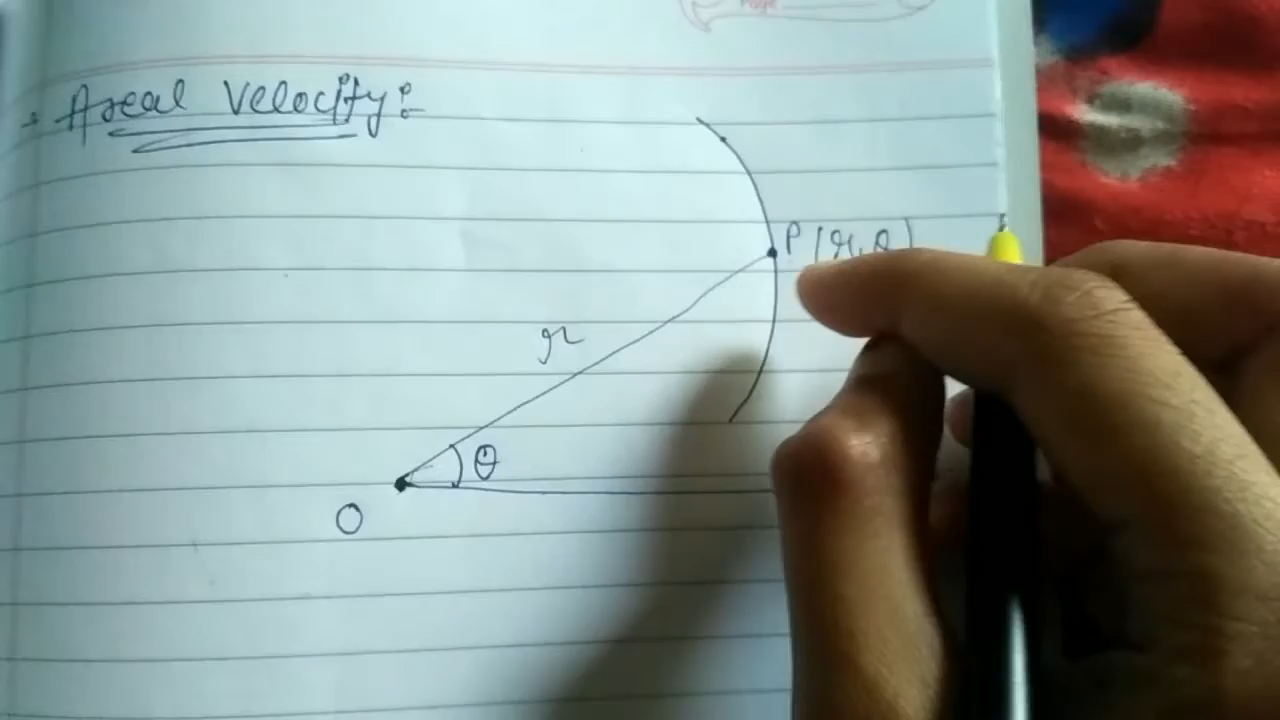 Areal Velocity:
P(r, θ)
r
θ
O